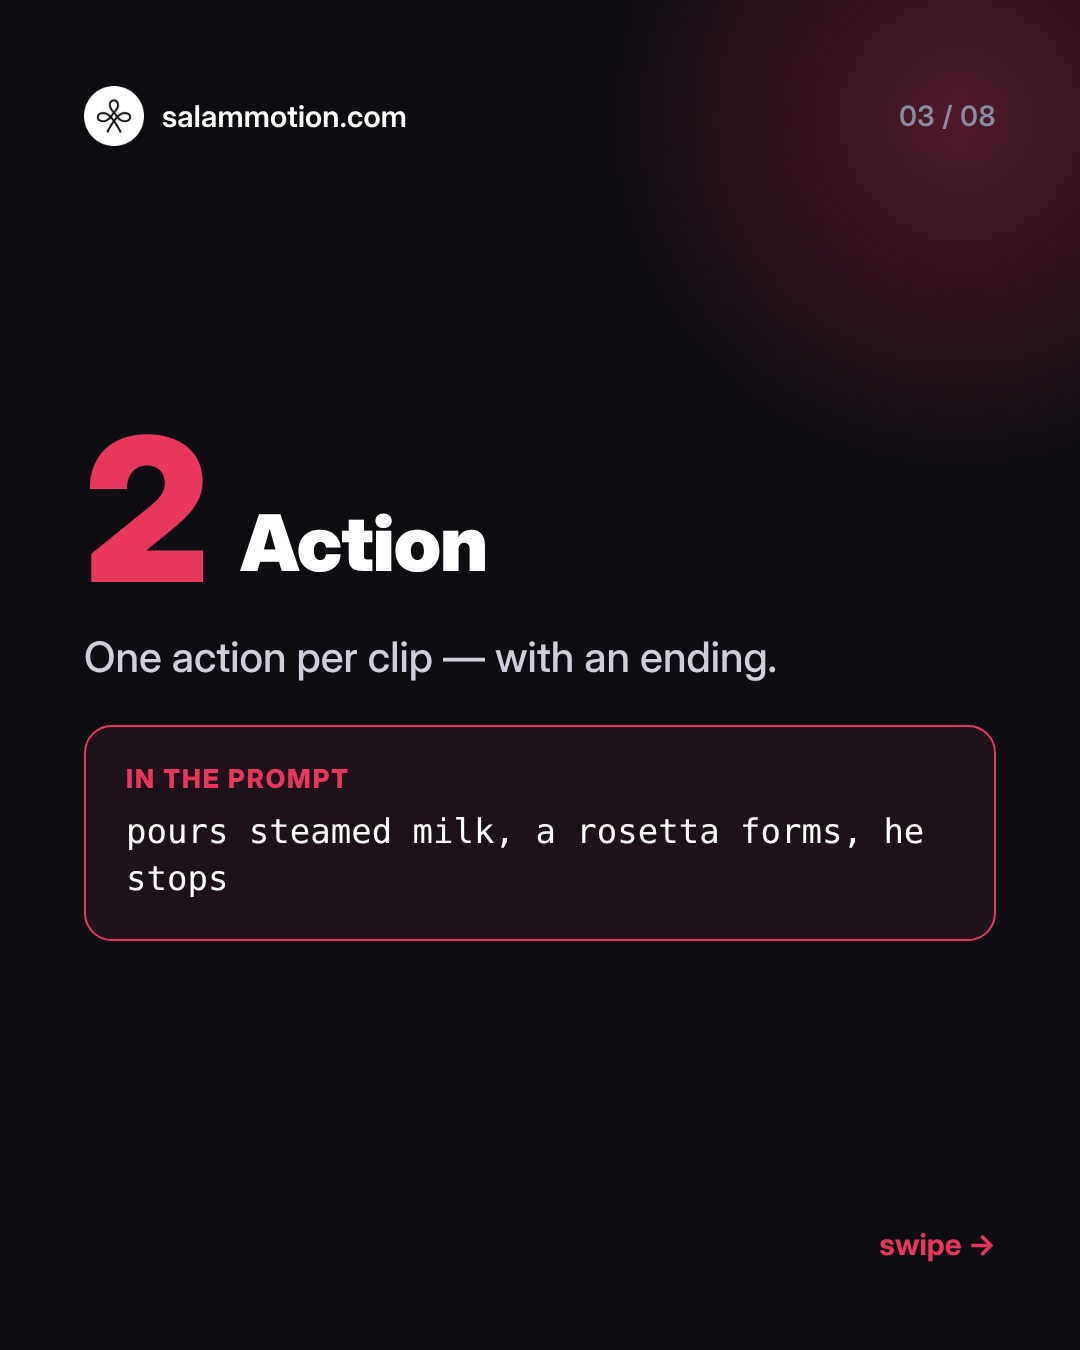 salammotion.com
03 / 08
2 Action
One action per clip — with an ending.
IN THE PROMPT
pours steamed milk, a rosetta forms, he
stops
swipe →